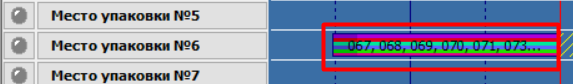 Место упаковки №5
Место упаковки №6
067, 068, 069, 070, 071, 073...
Место упаковки №7